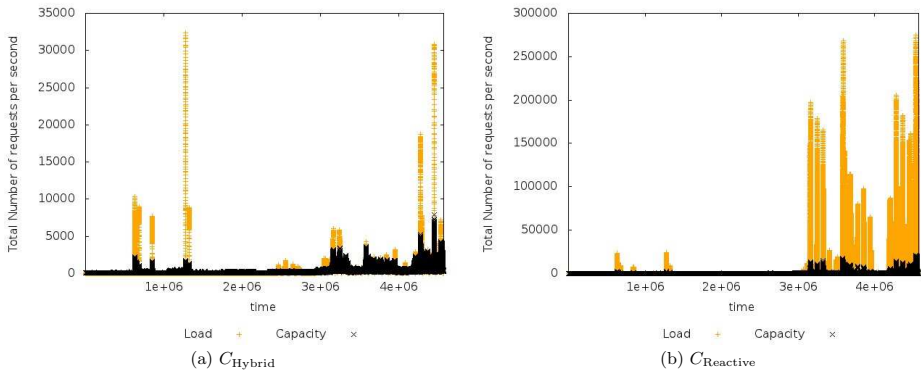 35000
30000
25000
20000
15000
10000
5000
0
Total Number of requests per second
1e+06 2e+06 3e+06 4e+06
time
Load + Capacity ×
(a) C_Hybrid
300000
250000
200000
150000
100000
50000
0
Total Number of requests per second
1e+06 2e+06 3e+06 4e+06
time
Load + Capacity ×
(b) C_Reactive